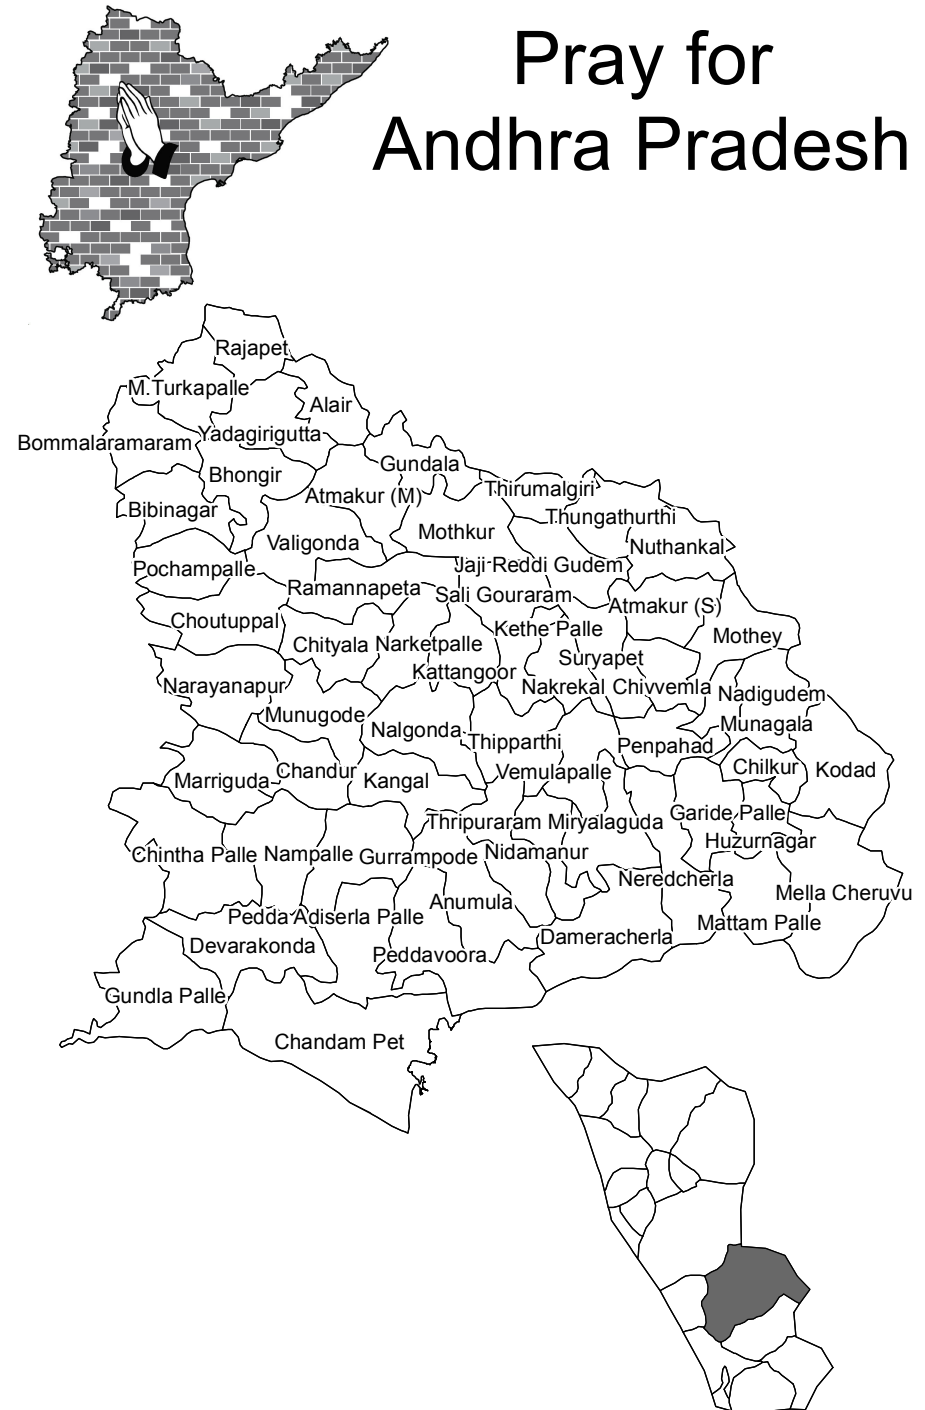 Pray for
Andhra Pradesh
Rajapet
M.Turkapalle
Alair
Bommalaramaram
Yadagirigutta
Gundala
Bhongir
Thirumalgiri
Atmakur (M)
Bibinagar
Thungathurthi
Mothkur
Valigonda
Nuthankal
Pochampalle
Jaji Reddi Gudem
Ramannapeta
Sali Gouraram
Atmakur (S)
Choutuppal
Kethe Palle
Mothey
Chityala
Narketpalle
Suryapet
Kattangoor
Narayanapur
Nakrekal
Chivvemla
Nadigudem
Munugode
Munagala
Nalgonda
Thipparthi
Penpahad
Marriguda
Chandur
Kangal
Vemulapalle
Chilkur
Kodad
Garide Palle
Thripuraram
Miryalaguda
Huzurnagar
Chintha Palle
Nampalle
Gurrampode
Nidamanur
Neredcherla
Mella Cheruvu
Anumula
Pedda Adiserla Palle
Mattam Palle
Devarakonda
Dameracherla
Peddavoora
Gundla Palle
Chandam Pet